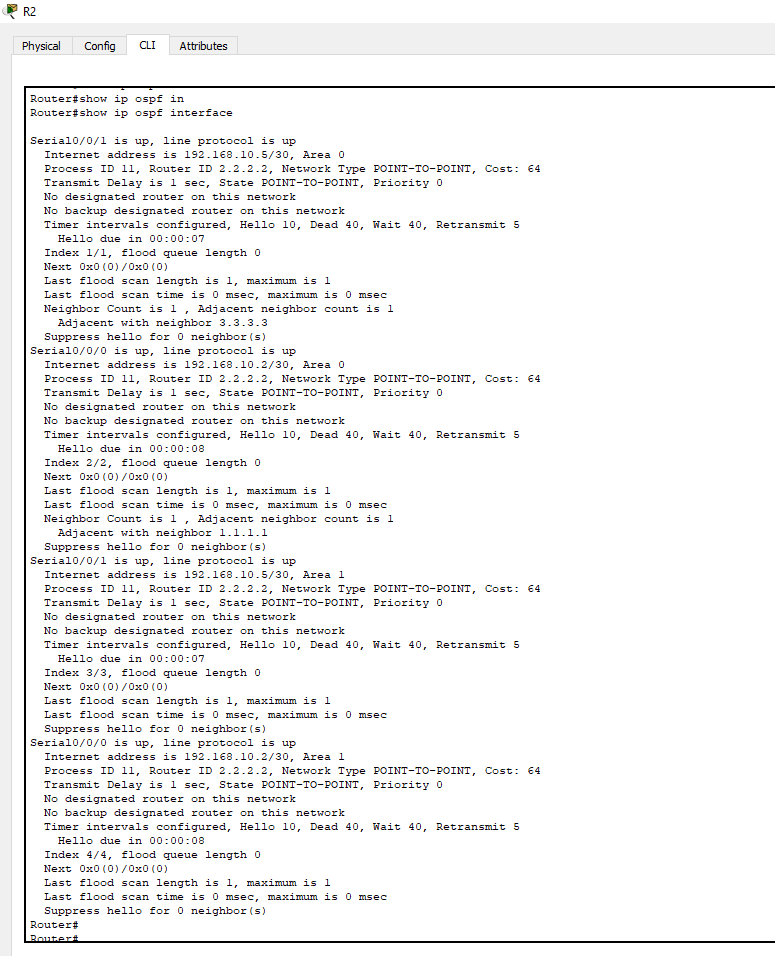 R2
Physical Config CLI Attributes
Router#show ip ospf in
Router#show ip ospf interface
Serial0/0/1 is up, line protocol is up
Internet address is 192.168.10.5/30, Area 0
Process ID 11, Router ID 2.2.2.2, Network Type POINT-TO-POINT, Cost: 64
Transmit Delay is 1 sec, State POINT-TO-POINT, Priority 0
No designated router on this network
No backup designated router on this network
Timer intervals configured, Hello 10, Dead 40, Wait 40, Retransmit 5
Hello due in 00:00:07
Index 1/1, flood queue length 0
Next 0x0(0)/0x0(0)
Last flood scan length is 1, maximum is 1
Last flood scan time is 0 msec, maximum is 0 msec
Neighbor Count is 1 , Adjacent neighbor count is 1
Adjacent with neighbor 3.3.3.3
Suppress hello for 0 neighbor(s)
Serial0/0/0 is up, line protocol is up
Internet address is 192.168.10.2/30, Area 0
Process ID 11, Router ID 2.2.2.2, Network Type POINT-TO-POINT, Cost: 64
Transmit Delay is 1 sec, State POINT-TO-POINT, Priority 0
No designated router on this network
No backup designated router on this network
Timer intervals configured, Hello 10, Dead 40, Wait 40, Retransmit 5
Hello due in 00:00:08
Index 2/2, flood queue length 0
Next 0x0(0)/0x0(0)
Last flood scan length is 1, maximum is 1
Last flood scan time is 0 msec, maximum is 0 msec
Neighbor Count is 1 , Adjacent neighbor count is 1
Adjacent with neighbor 1.1.1.1
Suppress hello for 0 neighbor(s)
Serial0/0/1 is up, line protocol is up
Internet address is 192.168.10.5/30, Area 1
Process ID 11, Router ID 2.2.2.2, Network Type POINT-TO-POINT, Cost: 64
Transmit Delay is 1 sec, State POINT-TO-POINT, Priority 0
No designated router on this network
No backup designated router on this network
Timer intervals configured, Hello 10, Dead 40, Wait 40, Retransmit 5
Hello due in 00:00:07
Index 3/3, flood queue length 0
Next 0x0(0)/0x0(0)
Last flood scan length is 1, maximum is 1
Last flood scan time is 0 msec, maximum is 0 msec
Suppress hello for 0 neighbor(s)
Serial0/0/0 is up, line protocol is up
Internet address is 192.168.10.2/30, Area 1
Process ID 11, Router ID 2.2.2.2, Network Type POINT-TO-POINT, Cost: 64
Transmit Delay is 1 sec, State POINT-TO-POINT, Priority 0
No designated router on this network
No backup designated router on this network
Timer intervals configured, Hello 10, Dead 40, Wait 40, Retransmit 5
Hello due in 00:00:08
Index 4/4, flood queue length 0
Next 0x0(0)/0x0(0)
Last flood scan length is 1, maximum is 1
Last flood scan time is 0 msec, maximum is 0 msec
Suppress hello for 0 neighbor(s)
Router#
Router#